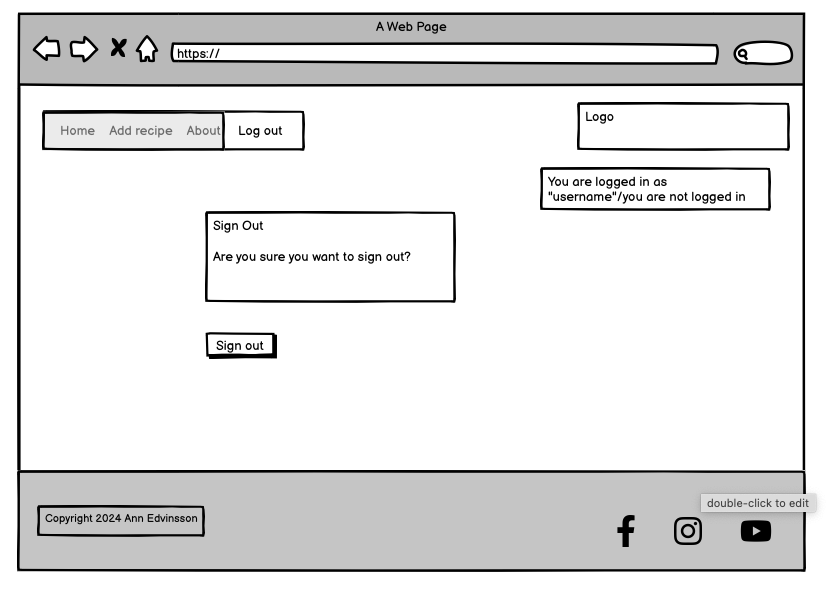 A Web Page
https://
Home Add recipe About Log out
Logo
You are logged in as
"username"/you are not logged in
Sign Out
Are you sure you want to sign out?
Sign out
double-click to edit
Copyright 2024 Ann Edvinsson